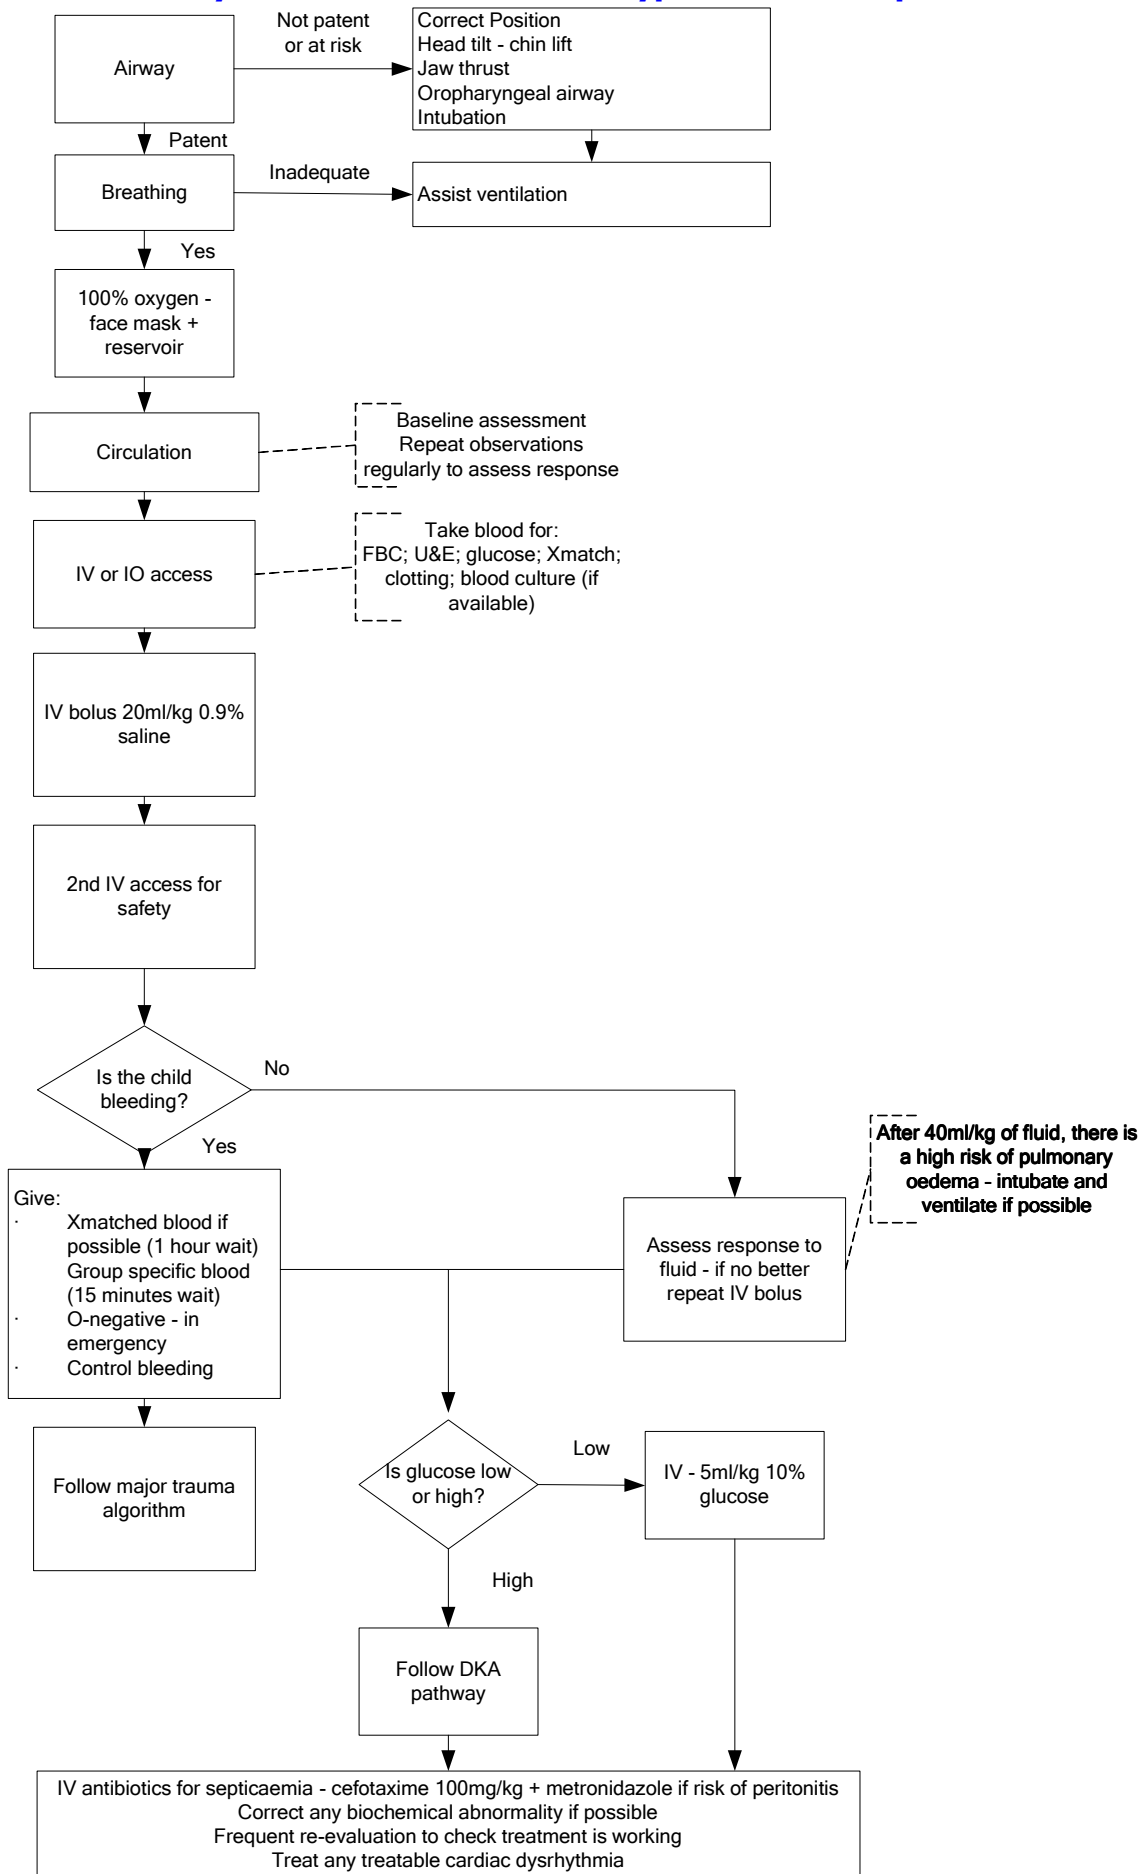 Not patent
or at risk
Airway
Correct Position
Head tilt - chin lift
Jaw thrust
Oropharyngeal airway
Intubation
Patent
Inadequate
Breathing
Assist ventilation
Yes
100% oxygen -
face mask +
reservoir
Circulation
Baseline assessment
Repeat observations
regularly to assess response
IV or IO access
Take blood for:
FBC; U&E; glucose; Xmatch;
clotting; blood culture (if
available)
IV bolus 20ml/kg 0.9%
saline
2nd IV access for
safety
Is the child
bleeding?
No
Yes
After 40ml/kg of fluid, there is
a high risk of pulmonary
oedema - intubate and
ventilate if possible
Give:
· Xmatched blood if
possible (1 hour wait)
Group specific blood
(15 minutes wait)
· O-negative - in
emergency
· Control bleeding
Assess response to
fluid - if no better
repeat IV bolus
Follow major trauma
algorithm
Is glucose low
or high?
Low
IV - 5ml/kg 10%
glucose
High
Follow DKA
pathway
IV antibiotics for septicaemia - cefotaxime 100mg/kg + metronidazole if risk of peritonitis
Correct any biochemical abnormality if possible
Frequent re-evaluation to check treatment is working
Treat any treatable cardiac dysrhythmia